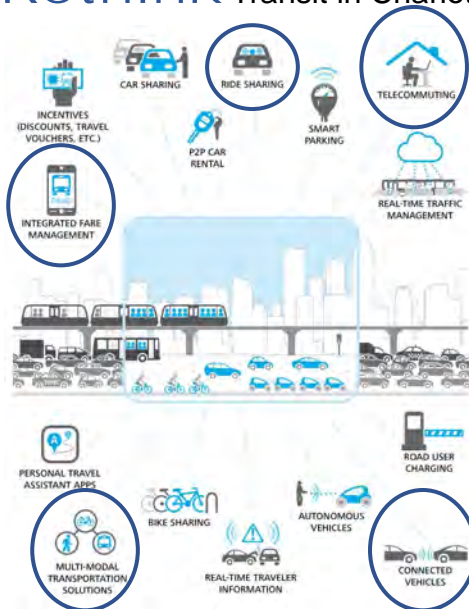 Transit in
CAR SHARING
RIDE SHARING
TELECOMMUTING
INCENTIVES
(DISCOUNTS, TRAVEL
VOUCHERS, ETC.)
P2P CAR
RENTAL
SMART
PARKING
INTEGRATED FARE
MANAGEMENT
REAL-TIME TRAFFIC
MANAGEMENT
PERSONAL TRAVEL
ASSISTANT APPS
ROAD USER
CHARGING
BIKE SHARING
AUTONOMOUS
VEHICLES
MULTI-MODAL
TRANSPORTATION
SOLUTIONS
REAL-TIME TRAVELER
INFORMATION
CONNECTED
VEHICLES